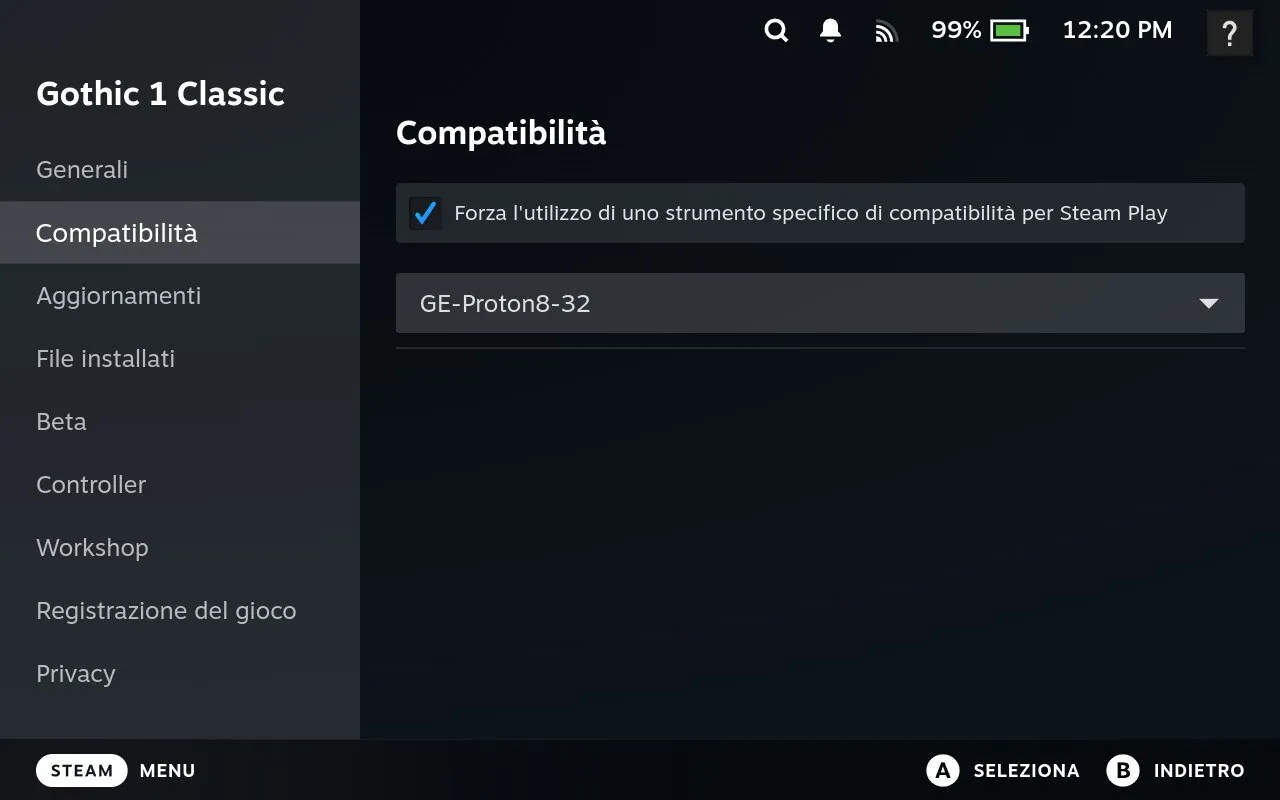 99%
12:20 PM
?
Gothic 1 Classic
Generali
Compatibilità
Aggiornamenti
File installati
Beta
Controller
Workshop
Registrazione del gioco
Privacy
Compatibilità
Forza l'utilizzo di uno strumento specifico di compatibilità per Steam Play
GE-Proton8-32
STEAM MENU
A SELEZIONA B INDIETRO